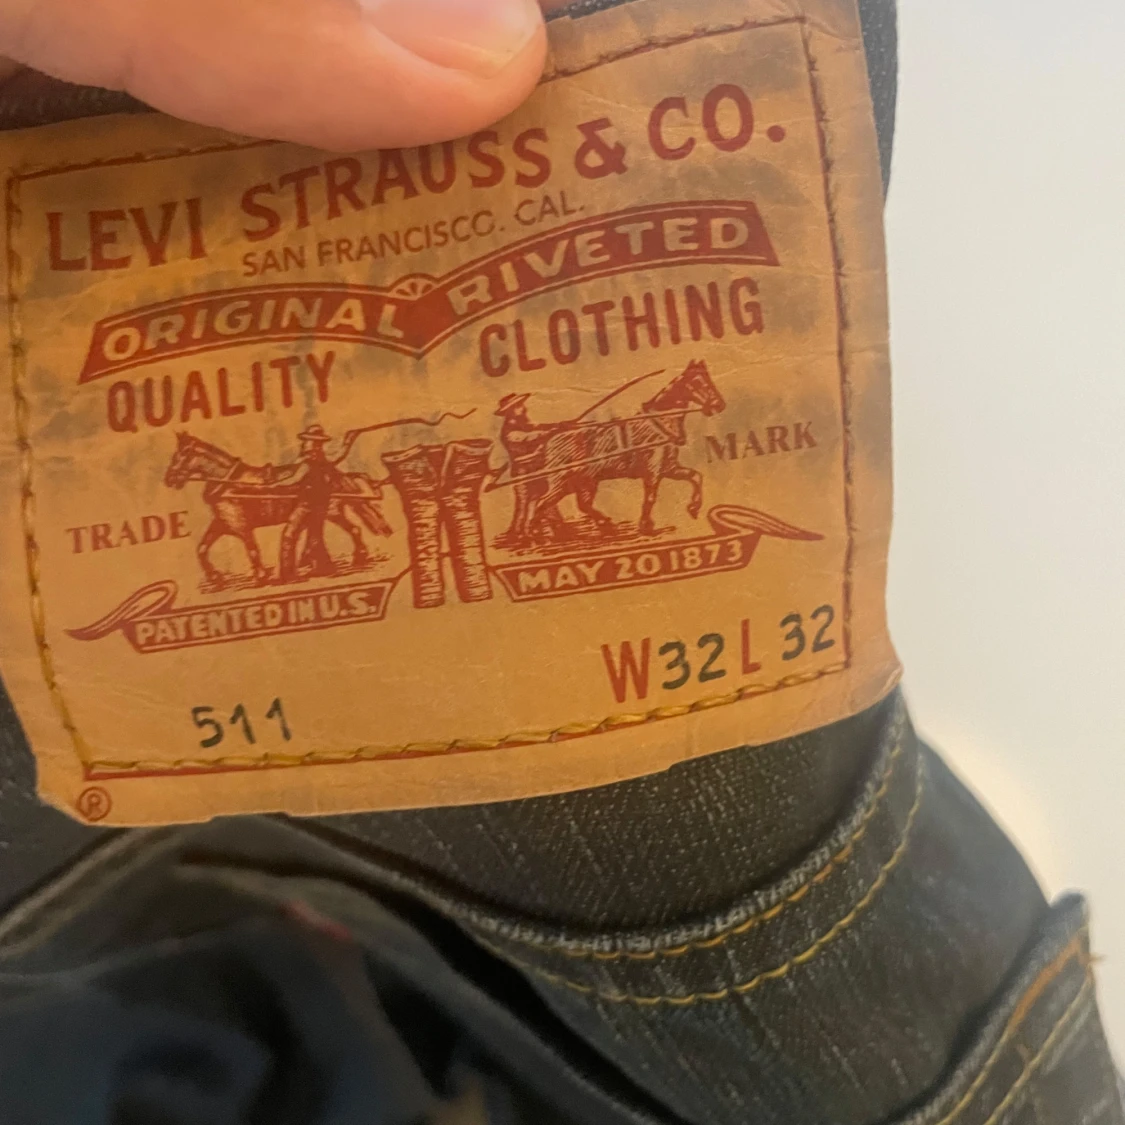 LEVI STRAUSS & CO.
SAN FRANCISCO. CAL.
ORIGINAL RIVETED
QUALITY CLOTHING
TRADE MARK
PATENTED IN U.S. MAY 20 1873
W32 L 32
511
®